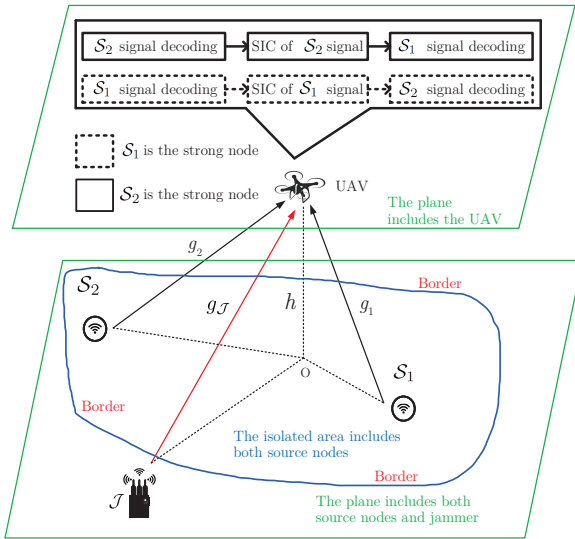 𝒮₂ signal decoding SIC of 𝒮₂ signal 𝒮₁ signal decoding
𝒮₁ signal decoding SIC of 𝒮₁ signal 𝒮₂ signal decoding
𝒮₁ is the strong node
𝒮₂ is the strong node
UAV
The plane
includes the UAV
g₂
𝒮₂
g𝒥
h
g₁
Border
O
𝒮₁
Border
The isolated area includes
both source nodes
Border
𝒥
The plane includes both
source nodes and jammer